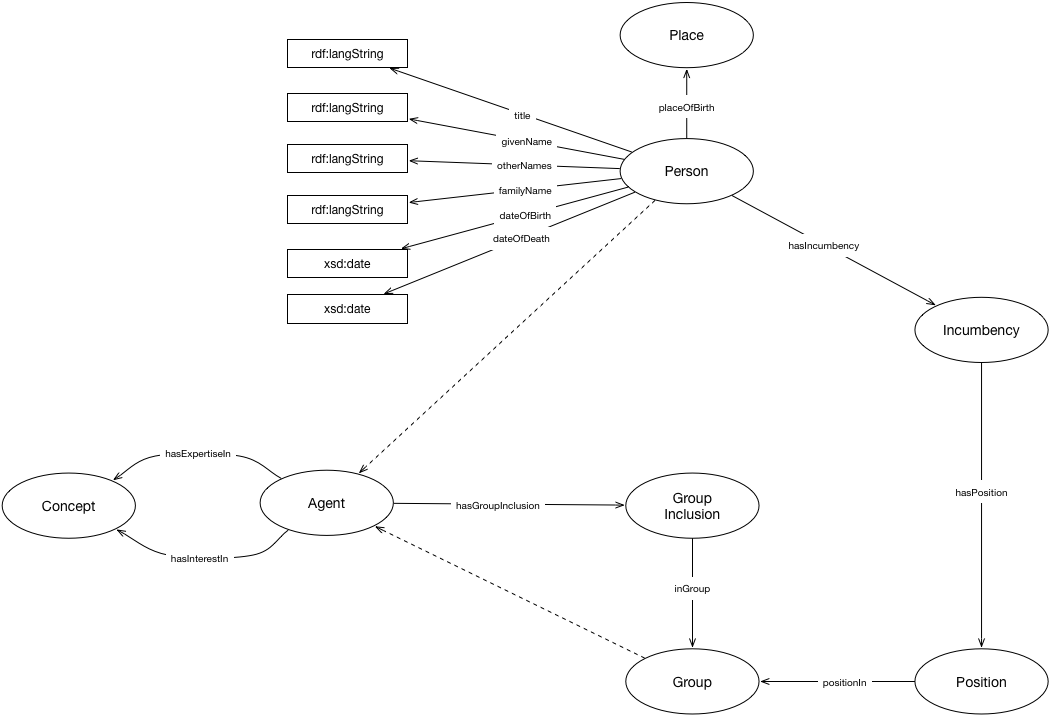 Place
rdf:langString
rdf:langString
placeOfBirth
title
givenName
rdf:langString
otherNames
Person
familyName
rdf:langString
dateOfBirth
dateOfDeath
hasIncumbency
xsd:date
xsd:date
Incumbency
hasExpertiseIn
hasPosition
Concept
Agent
hasGroupInclusion
Group
Inclusion
hasInterestIn
inGroup
Group
positionIn
Position